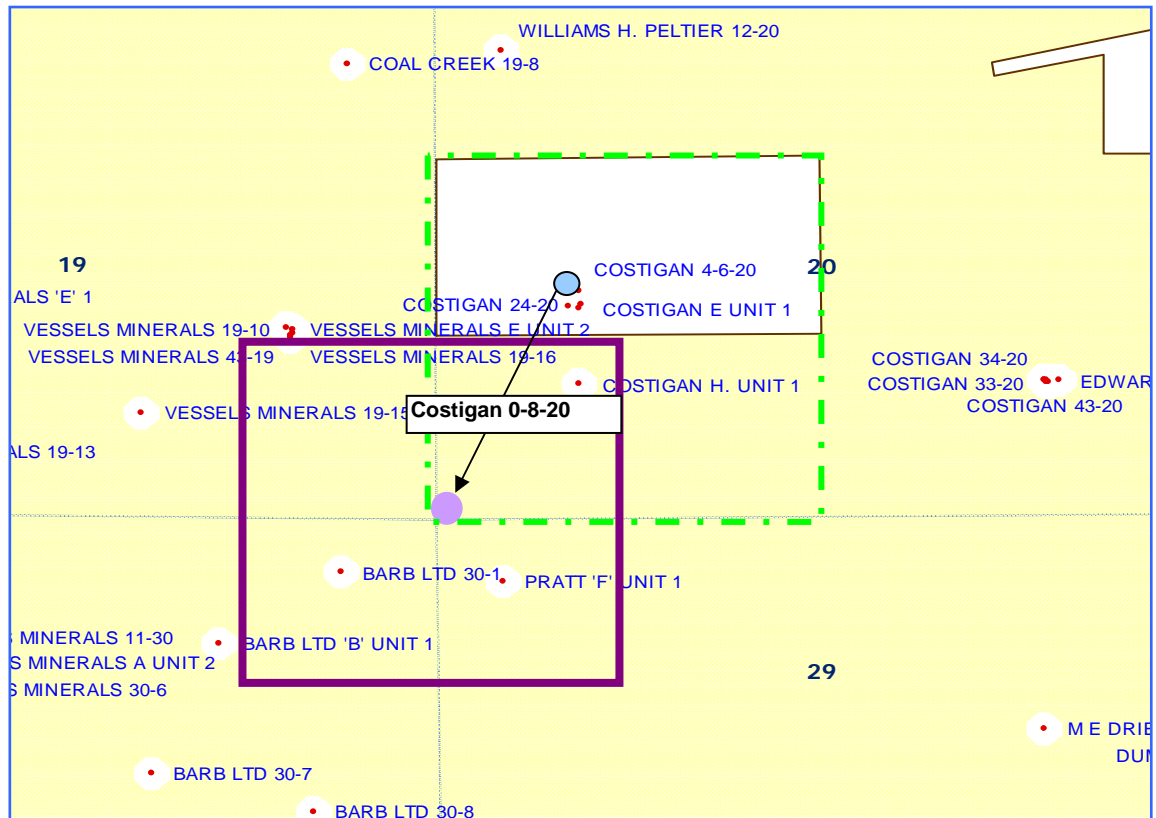 WILLIAMS H. PELTIER 12-20
COAL CREEK 19-8
19
20
COSTIGAN 4-6-20
ALS 'E' 1
COSTIGAN 24-20
COSTIGAN E UNIT 1
VESSELS MINERALS 19-10
VESSELS MINERALS E UNIT 2
VESSELS MINERALS 43-19
VESSELS MINERALS 19-16
COSTIGAN 34-20
COSTIGAN H. UNIT 1
COSTIGAN 33-20
EDWAR
COSTIGAN 43-20
VESSELS MINERALS 19-15
Costigan 0-8-20
ALS 19-13
BARB LTD 30-1
PRATT 'F' UNIT 1
S MINERALS 11-30
BARB LTD 'B' UNIT 1
S MINERALS A UNIT 2
29
S MINERALS 30-6
M E DRIE
DUM
BARB LTD 30-7
BARB LTD 30-8